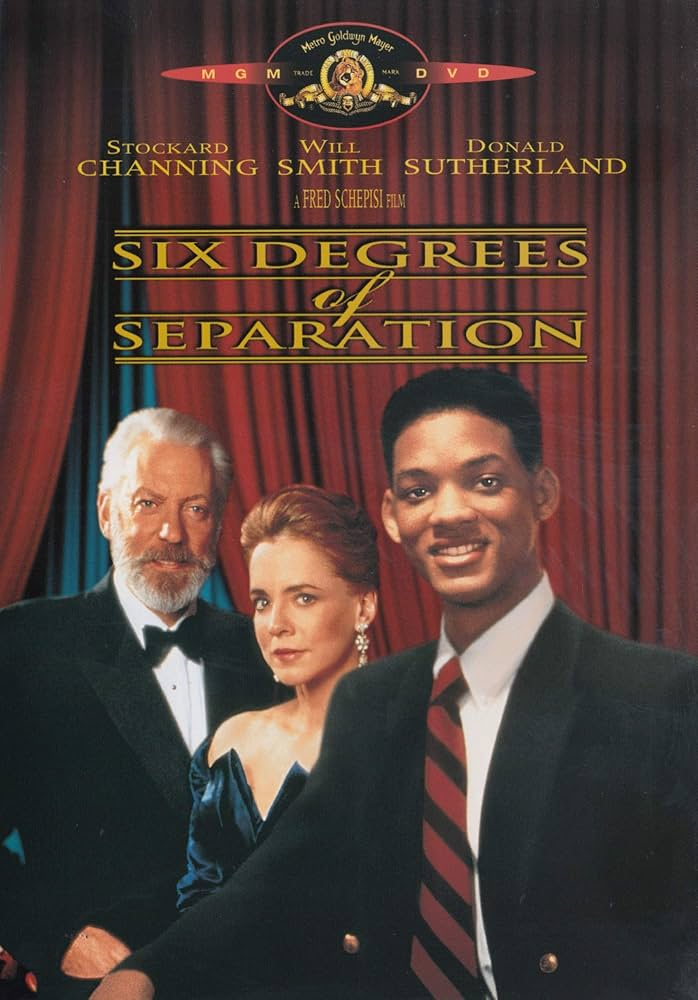 Metro Goldwyn Mayer
MGM TRADE MARK DVD
STOCKARD WILL DONALD
CHANNING SMITH SUTHERLAND
A FRED SCHEPISI FILM
SIX DEGREES
of
SEPARATION